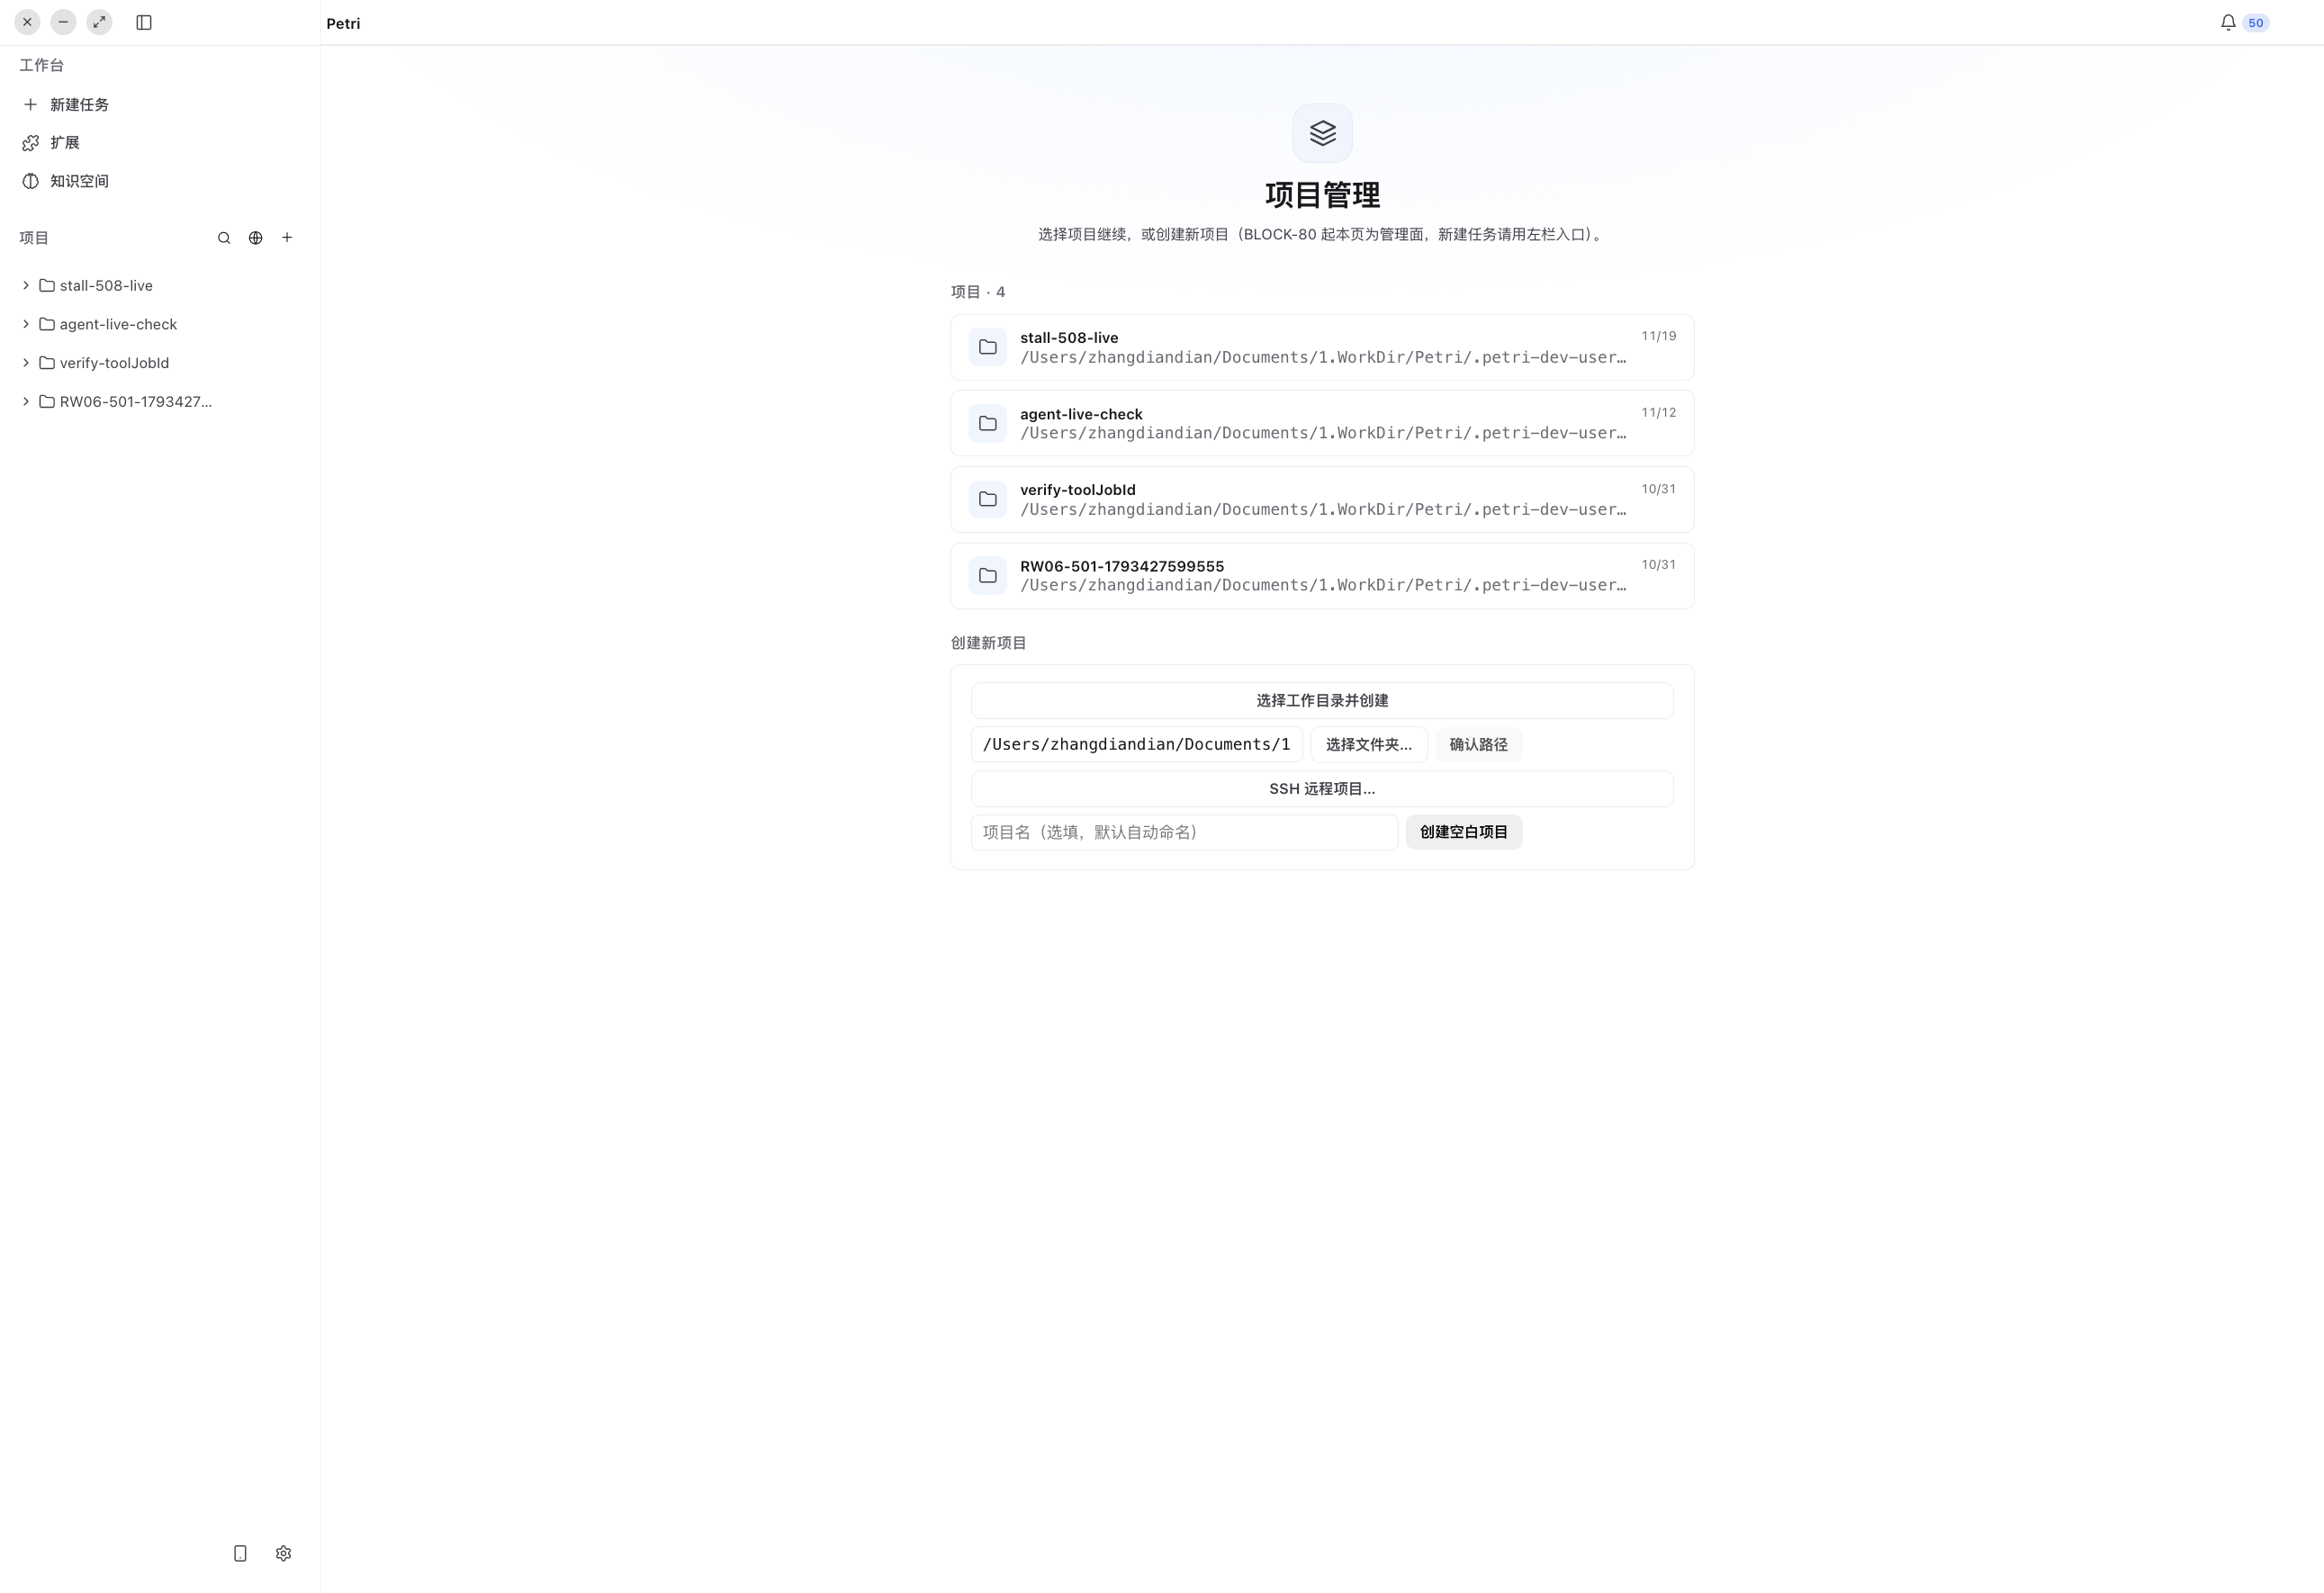 Petri
50
工作台
新建任务
扩展
知识空间
项目
stall-508-live
agent-live-check
verify-toolJobId
RW06-501-1793427...
项目管理
选择项目继续，或创建新项目（BLOCK-80 起本页为管理面，新建任务请用左栏入口）。
项目 · 4
stall-508-live
11/19
/Users/zhangdiandian/Documents/1.WorkDir/Petri/.petri-dev-user…
agent-live-check
11/12
/Users/zhangdiandian/Documents/1.WorkDir/Petri/.petri-dev-user…
verify-toolJobId
10/31
/Users/zhangdiandian/Documents/1.WorkDir/Petri/.petri-dev-user…
RW06-501-1793427599555
10/31
/Users/zhangdiandian/Documents/1.WorkDir/Petri/.petri-dev-user…
创建新项目
选择工作目录并创建
/Users/zhangdiandian/Documents/1 选择文件夹... 确认路径
SSH 远程项目...
项目名（选填，默认自动命名） 创建空白项目